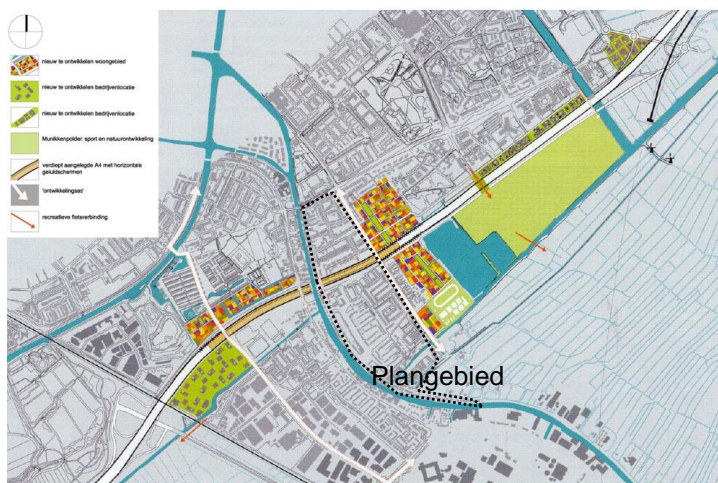 nieuw te ontwikkelen woongebied
nieuw te ontwikkelen bedrijvenlocatie
nieuw te ontwikkelen bedrijvenlocatie
Munikkenpolder: sport en natuurontwikkeling
verdiept aangelegde A4 met horizontale
geluidschermen
'ontwikkelingsas'
recreatieve fietsverbinding
Plangebied